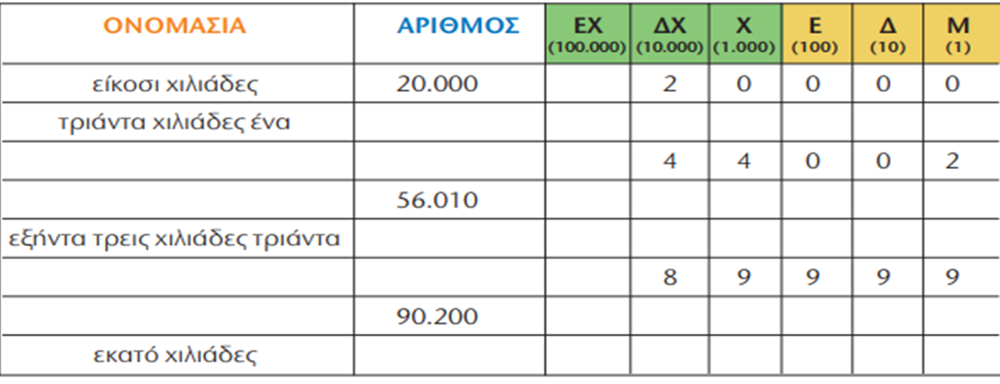 ΟΝΟΜΑΣΙΑ ΑΡΙΘΜΟΣ ΕΧ ΔΧ Χ Ε Δ Μ
(100.000) (10.000) (1.000) (100) (10) (1)
είκοσι χιλιάδες 20.000 2 0 0 0 0
τριάντα χιλιάδες ένα
4 4 0 0 2
56.010
εξήντα τρεις χιλιάδες τριάντα
8 9 9 9 9
90.200
εκατό χιλιάδες